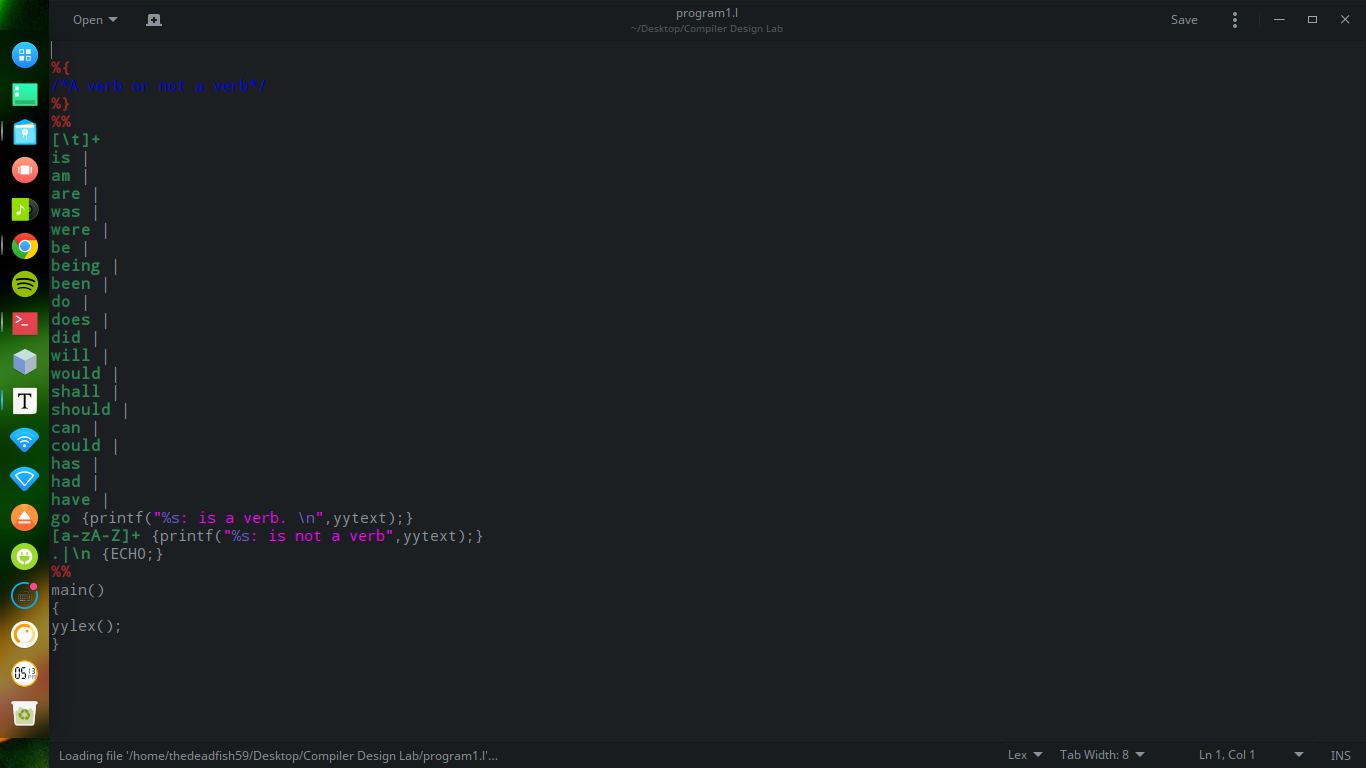 Open
program1.l
~/Desktop/Compiler Design Lab
Save
%{
/*A verb or not a verb*/
%}
%%
[\t]+
is |
am |
are |
was |
were |
be |
being |
been |
do |
does |
did |
will |
would |
shall |
should |
can |
could |
has |
had |
have |
go {printf("%s: is a verb. \n",yytext);}
[a-zA-Z]+ {printf("%s: is not a verb",yytext);}
.|\n {ECHO;}
%%
main()
{
yylex();
}
T
05 13 PM
Loading file '/home/thedeadfish59/Desktop/Compiler Design Lab/program1.l'...
Lex
Tab Width: 8
Ln 1, Col 1
INS